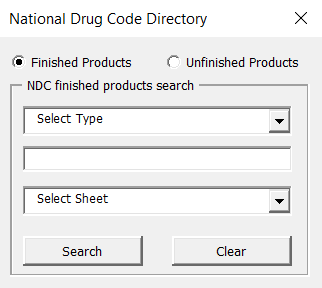 National Drug Code Directory
Finished Products Unfinished Products
NDC finished products search
Select Type
Select Sheet
Search Clear